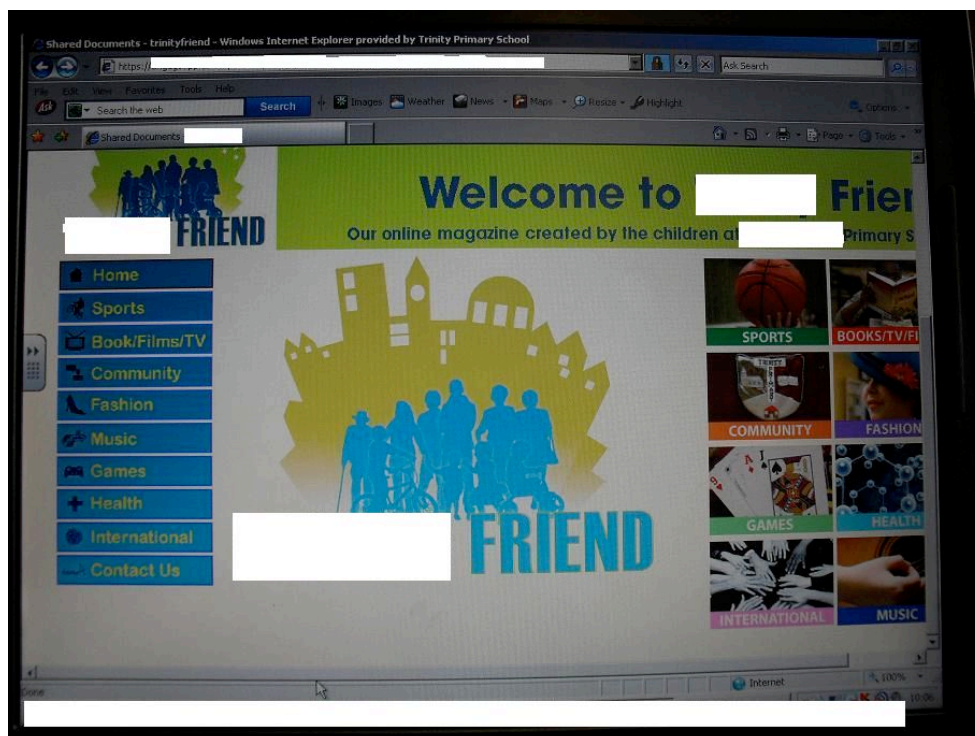 Shared Documents - trinityfriend - Windows Internet Explorer provided by Trinity Primary School
https:/
Ask Search
File Edit View Favorites Tools Help
Ask
Search the web
Search
Images
Weather
News
Maps
Resize
Highlight
Options
Shared Documents
Page
Tools
FRIEND
Welcome to Frien
Our online magazine created by the children at Primary S
Home
Sports
Book/Films/TV
Community
Fashion
Music
Games
Health
International
Contact Us
FRIEND
SPORTS
BOOKS/TV/FI
TRINITY
PRIMARY
COMMUNITY
FASHION
A
J
GAMES
HEALTH
INTERNATIONAL
MUSIC
Done
Internet
100%
10:06